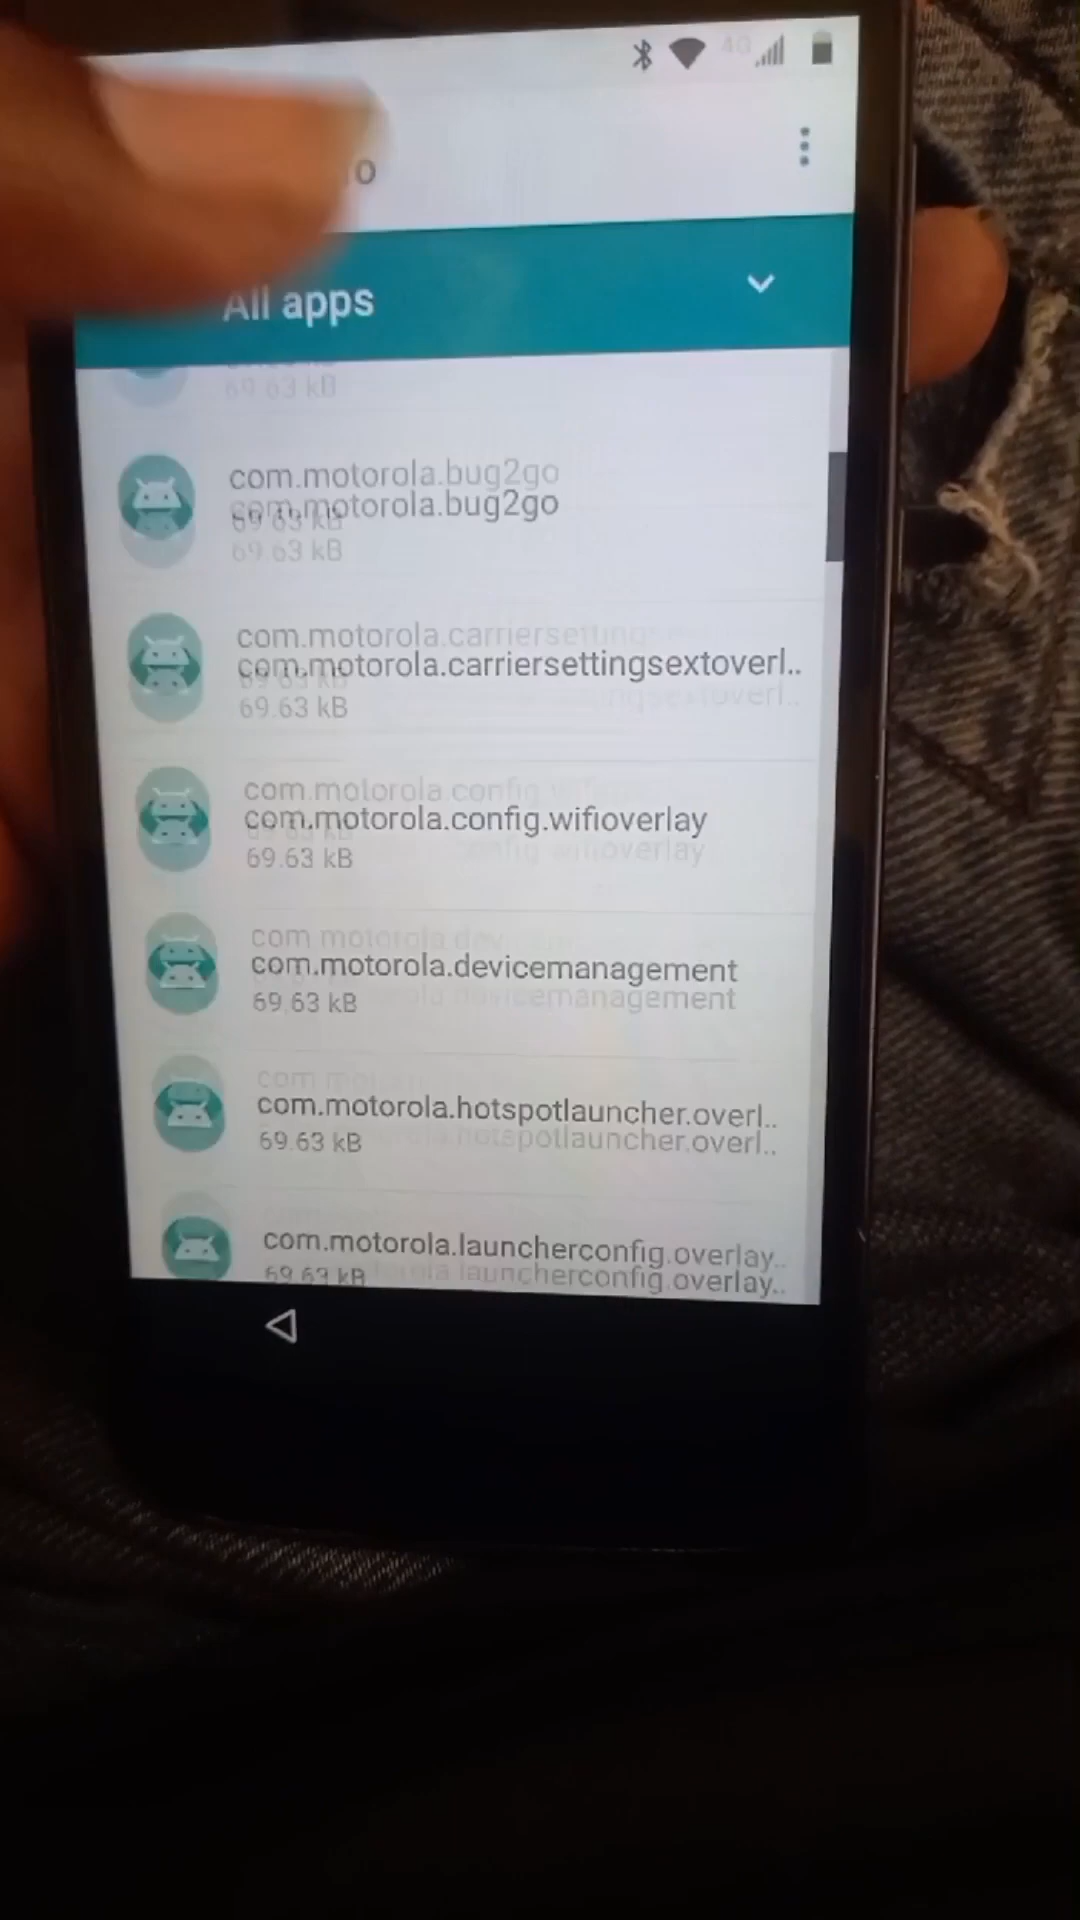 4G
o
All apps
69.63 kB
com.motorola.bug2go
69.63 kB
com.motorola.carriersettingsextoverl..
69.63 kB
com.motorola.config.wifioverlay
69.63 kB
com.motorola.devicemanagement
69.63 kB
com.motorola.hotspotlauncher.overl..
69.63 kB
com.motorola.launcherconfig.overlay..
69.63 kB